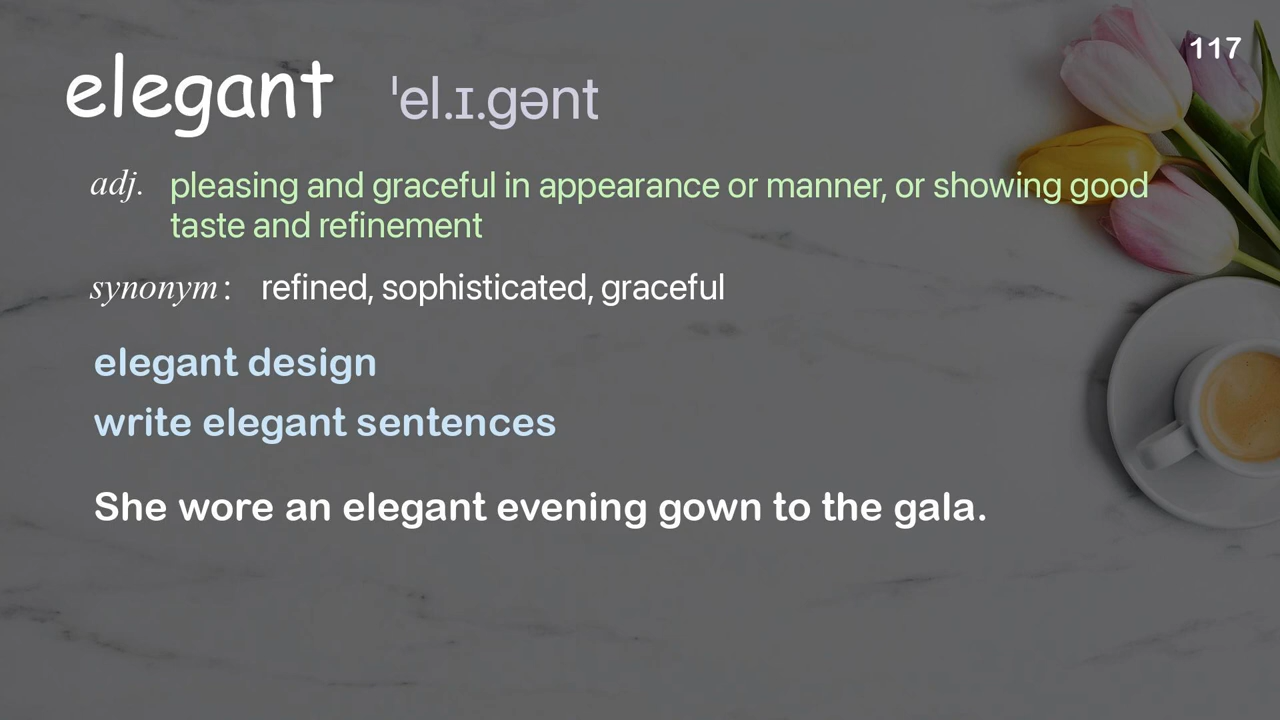 117
elegant ˈel.ɪ.gənt
adj. pleasing and graceful in appearance or manner, or showing good
taste and refinement
synonym: refined, sophisticated, graceful
elegant design
write elegant sentences
She wore an elegant evening gown to the gala.